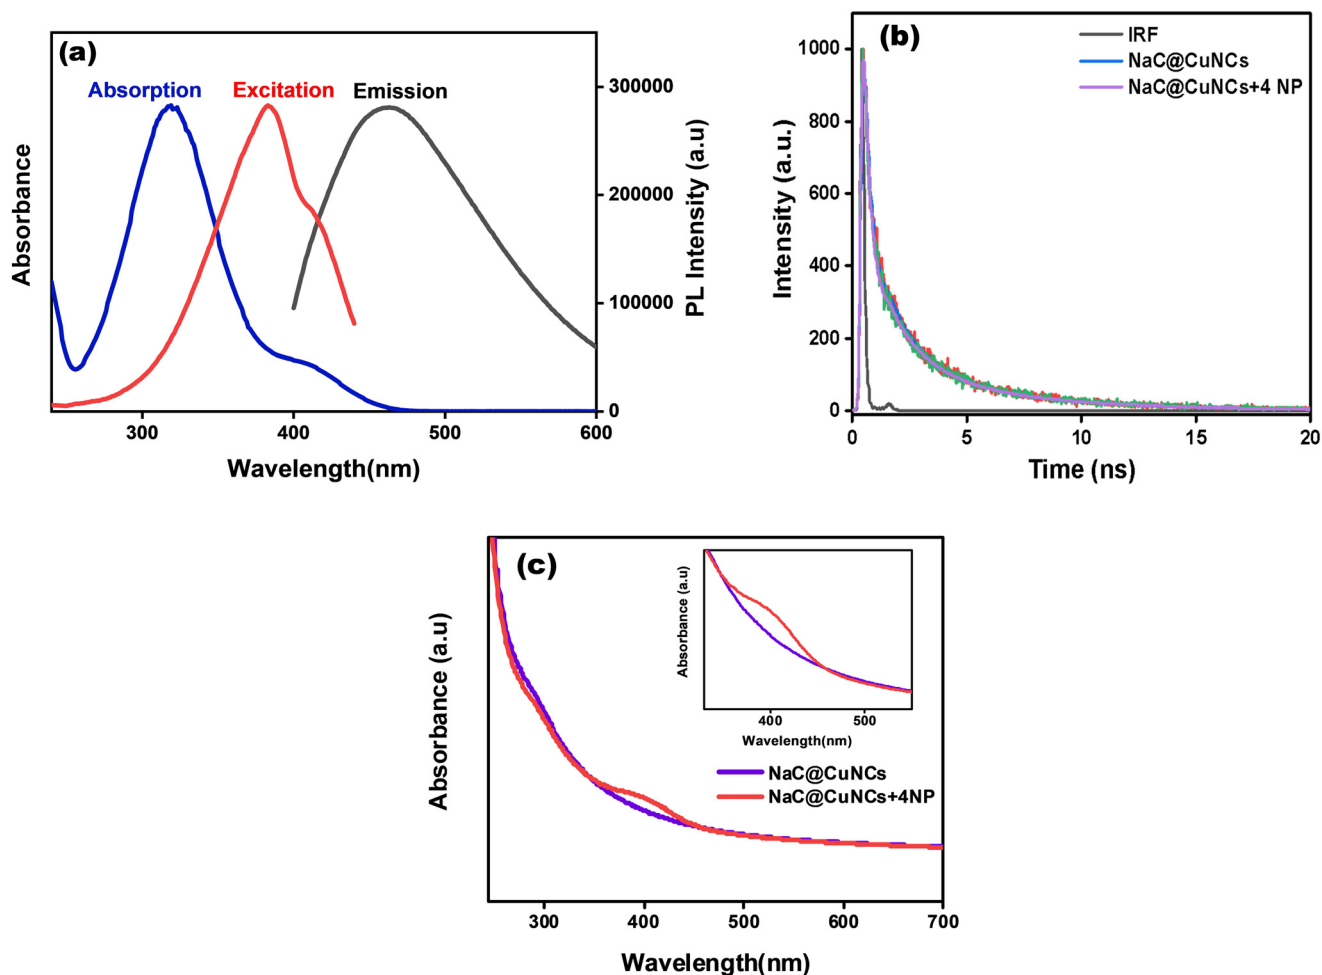 (a)
Absorption
Excitation
Emission
Absorbance
PL Intensity (a.u)
300000
200000
100000
0
300
400
500
600
Wavelength(nm)
(b)
IRF
NaC@CuNCs
NaC@CuNCs+4 NP
Intensity (a.u.)
1000
800
600
400
200
0
0
5
10
15
20
Time (ns)
(c)
Absorbance (a.u)
Absorbance (a.u)
400
500
Wavelength(nm)
NaC@CuNCs
NaC@CuNCs+4NP
300
400
500
600
700
Wavelength(nm)